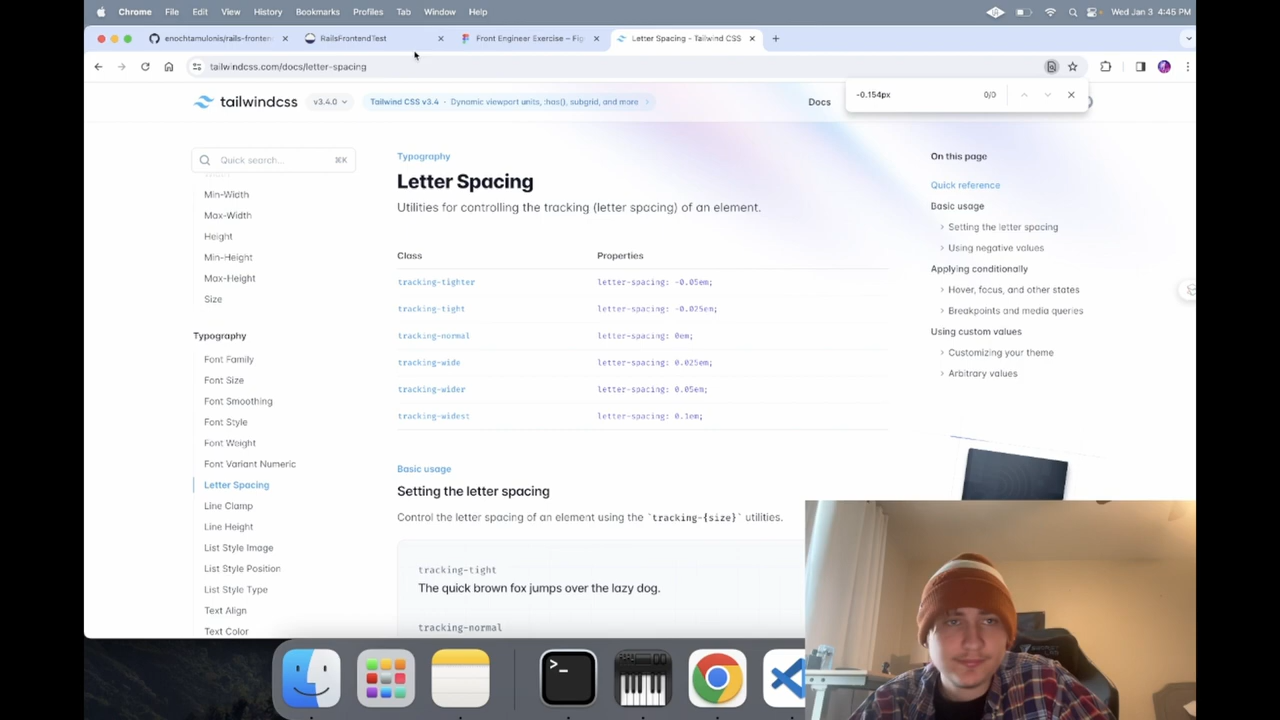 Chrome File Edit View History Bookmarks Profiles Tab Window Help Wed Jan 3 4:45 PM
enochtamulonis/rails-fronten RailsFrontendTest Front Engineer Exercise – Fig Letter Spacing - Tailwind CSS
tailwindcss.com/docs/letter-spacing
tailwindcss v3.4.0 Tailwind CSS v3.4 · Dynamic viewport units, :has(), subgrid, and more Docs
-0.154px 0/0
Quick search... ⌘K
Min-Width
Max-Width
Height
Min-Height
Max-Height
Size
Typography
Font Family
Font Size
Font Smoothing
Font Style
Font Weight
Font Variant Numeric
Letter Spacing
Line Clamp
Line Height
List Style Image
List Style Position
List Style Type
Text Align
Text Color
Typography
Letter Spacing
Utilities for controlling the tracking (letter spacing) of an element.
Class Properties
tracking-tighter letter-spacing: -0.05em;
tracking-tight letter-spacing: -0.025em;
tracking-normal letter-spacing: 0em;
tracking-wide letter-spacing: 0.025em;
tracking-wider letter-spacing: 0.05em;
tracking-widest letter-spacing: 0.1em;
Basic usage
Setting the letter spacing
Control the letter spacing of an element using the `tracking-{size}` utilities.
tracking-tight
The quick brown fox jumps over the lazy dog.
tracking-normal
On this page
Quick reference
Basic usage
Setting the letter spacing
Using negative values
Applying conditionally
Hover, focus, and other states
Breakpoints and media queries
Using custom values
Customizing your theme
Arbitrary values